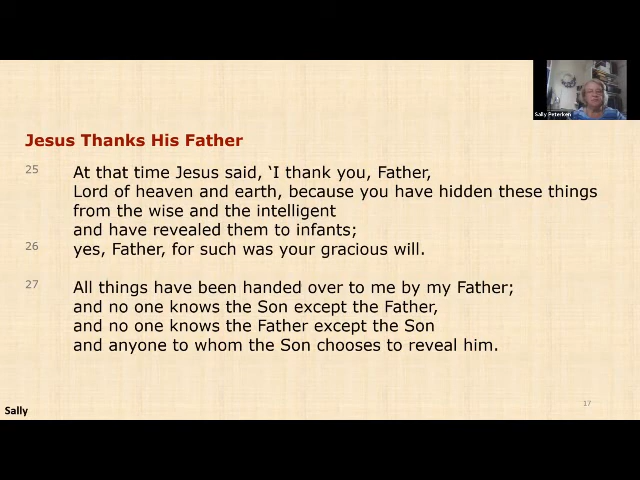 Sally Peterken
Jesus Thanks His Father
25 At that time Jesus said, ‘I thank you, Father,
Lord of heaven and earth, because you have hidden these things
from the wise and the intelligent
and have revealed them to infants;
26 yes, Father, for such was your gracious will.
27 All things have been handed over to me by my Father;
and no one knows the Son except the Father,
and no one knows the Father except the Son
and anyone to whom the Son chooses to reveal him.
17
Sally